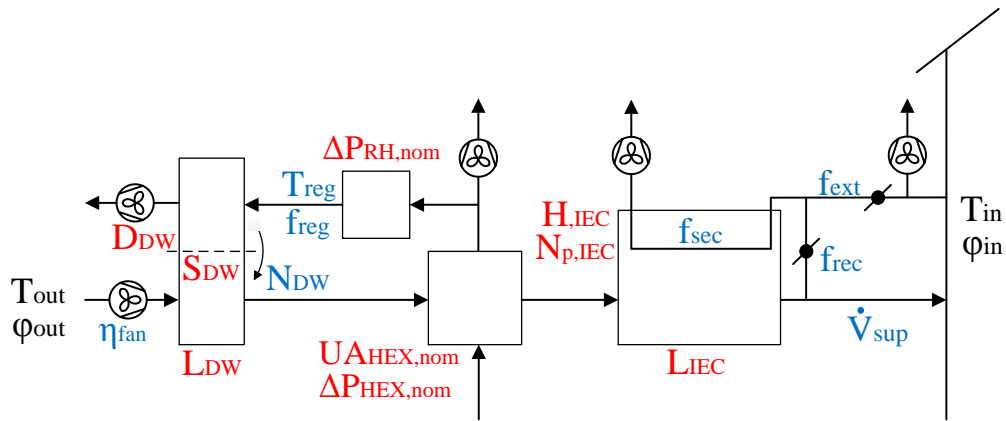 ΔPRH,nom
Treg
freg
H,IEC
Np,IEC
fsec
fext
frec
Tin
φin
DDW
SDW
NDW
Tout
φout
ηfan
LDW
UAHEX,nom
ΔPHEX,nom
LIEC
V̇sup